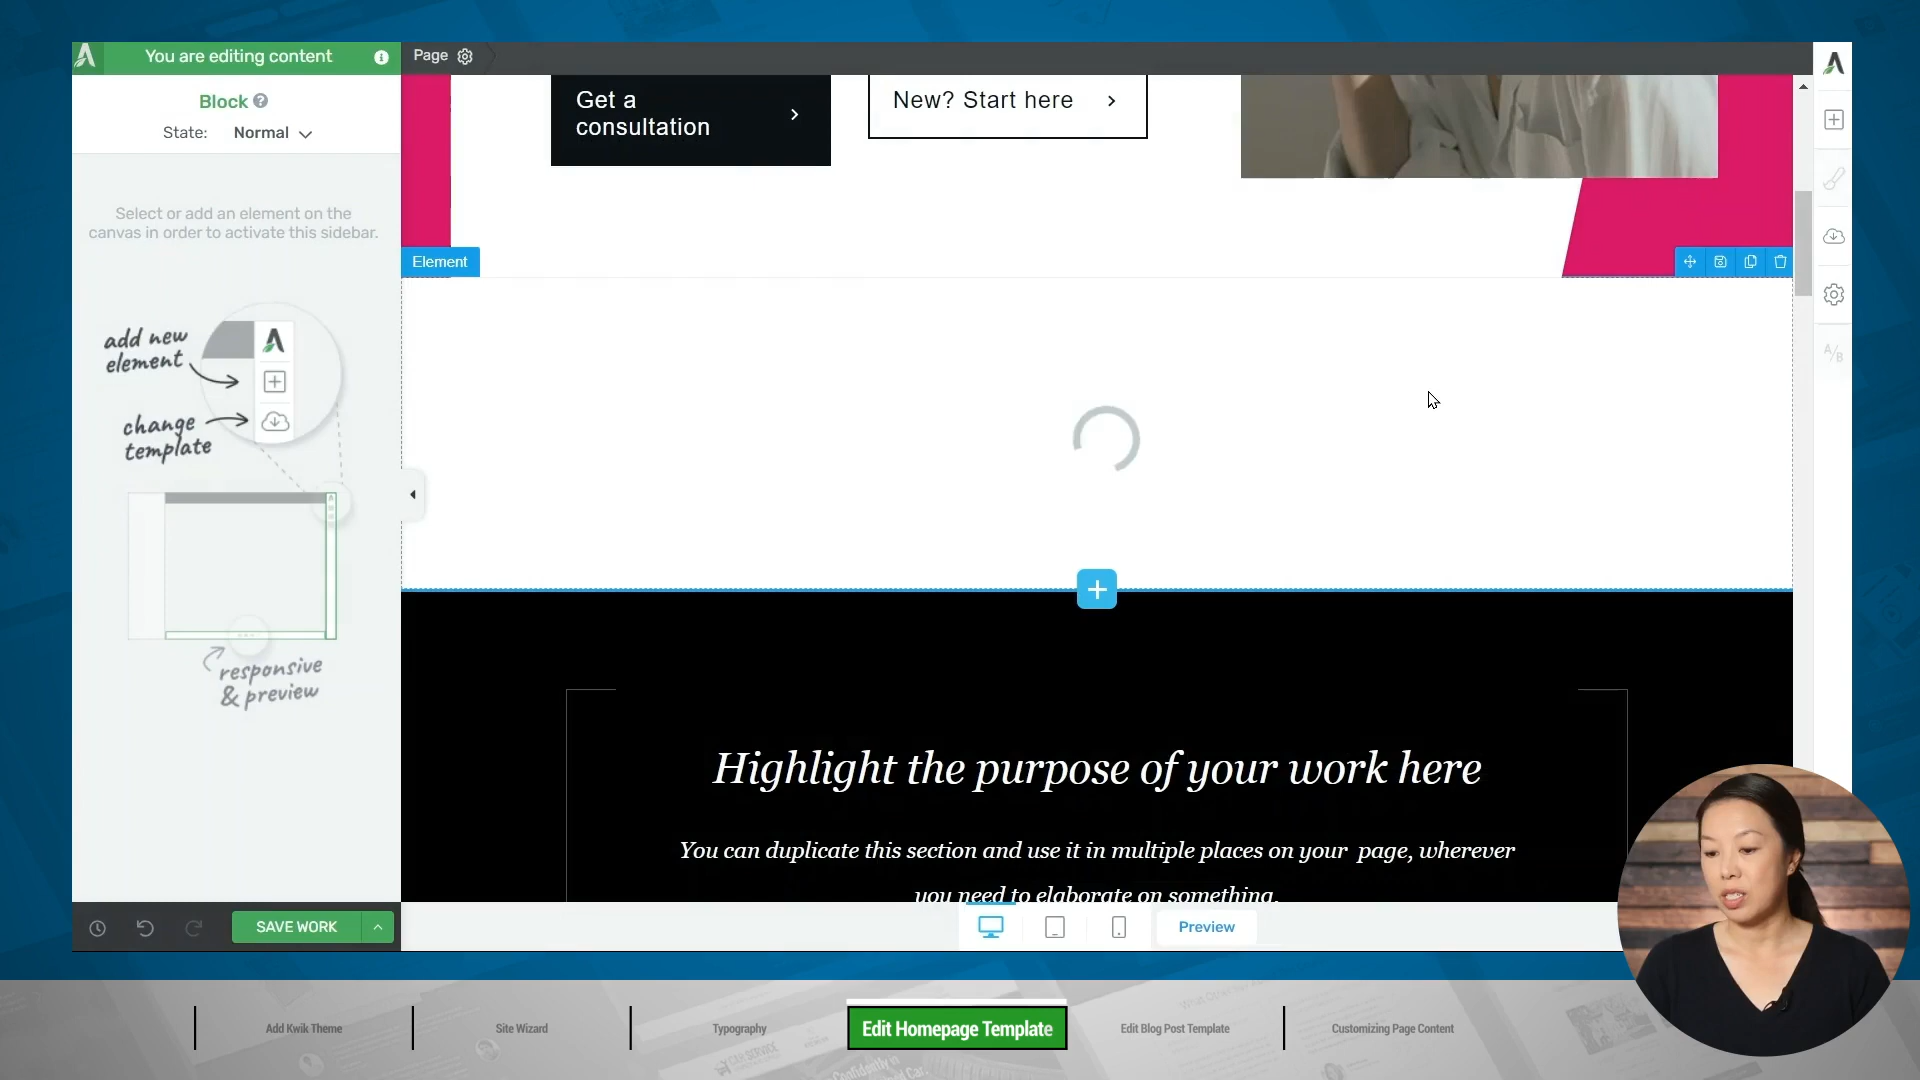 You are editing content
Page
Block
State: Normal
Select or add an element on the
canvas in order to activate this sidebar.
add new
element
change
template
responsive
& preview
Get a
consultation
New? Start here
Element
A/B
Highlight the purpose of your work here
You can duplicate this section and use it in multiple places on your page, wherever
you need to elaborate on something.
SAVE WORK
Preview
Add Kwik Theme
Site Wizard
Typography
Edit Homepage Template
Edit Blog Post Template
Customizing Page Content